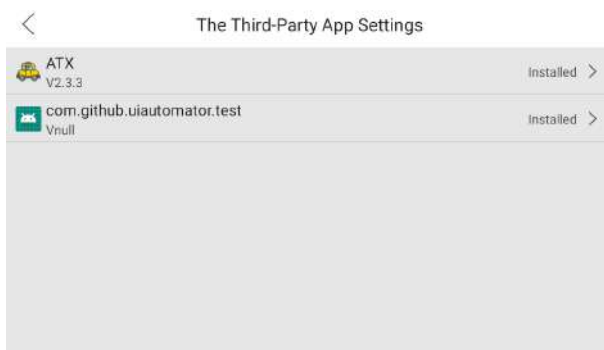 The Third-Party App Settings
ATX
V2.3.3
Installed
com.github.uiautomator.test
Vnull
Installed